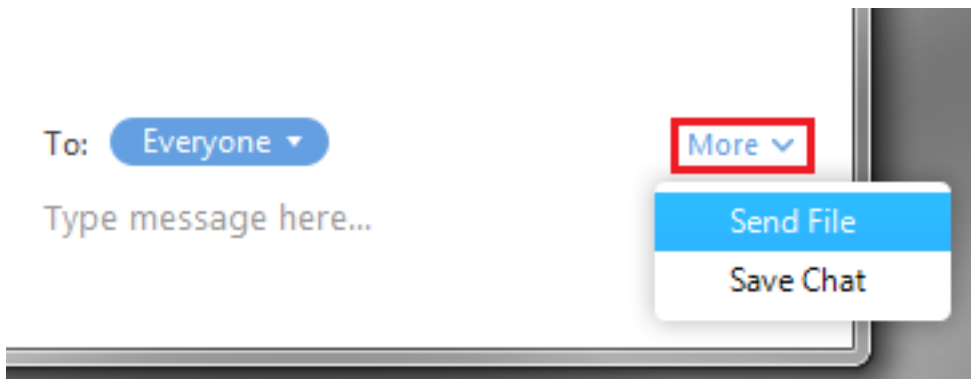 To: Everyone
More
Type message here...
Send File
Save Chat